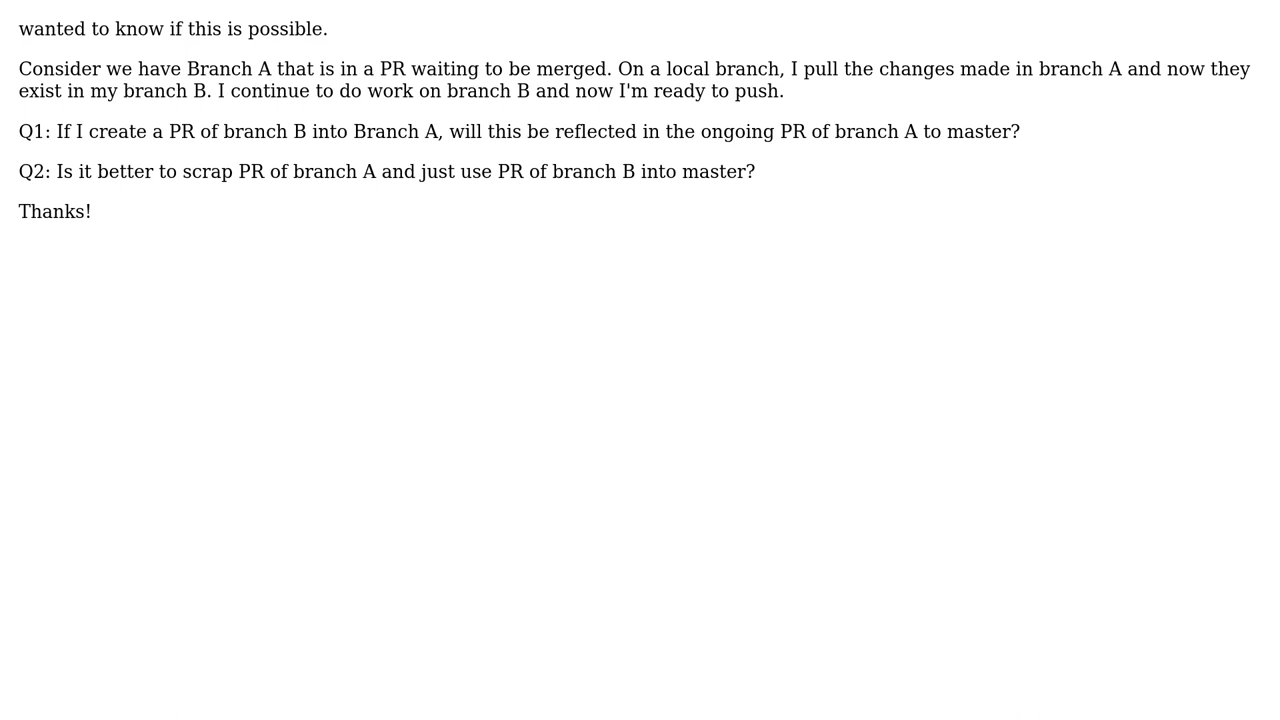 wanted to know if this is possible.
Consider we have Branch A that is in a PR waiting to be merged. On a local branch, I pull the changes made in branch A and now they
exist in my branch B. I continue to do work on branch B and now I'm ready to push.
Q1: If I create a PR of branch B into Branch A, will this be reflected in the ongoing PR of branch A to master?
Q2: Is it better to scrap PR of branch A and just use PR of branch B into master?
Thanks!